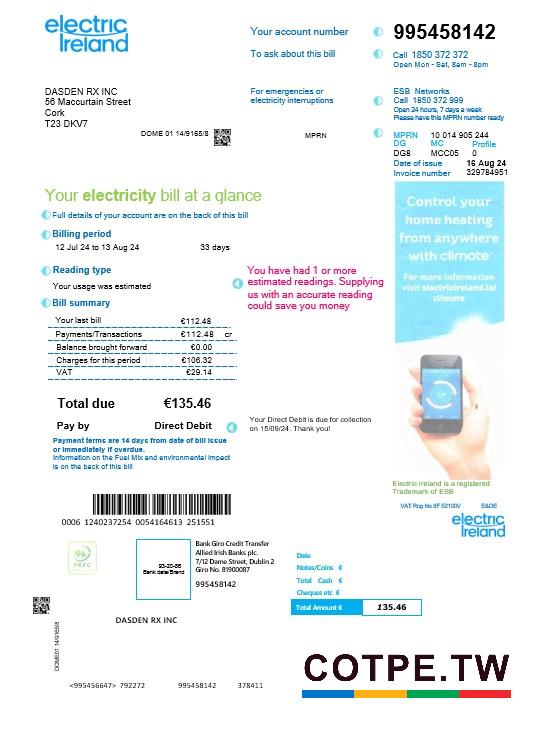 electric
Ireland
Your account number
995458142
To ask about this bill
Call 1850 372 372
Open Mon - Sat, 8am - 8pm
DASDEN RX INC
56 Maccurtain Street
Cork
T23 DKV7
For emergencies or
electricity interruptions
ESB Networks
Call 1850 372 999
Open 24 hours, 7 days a week
Please have this MPRN number ready
DOME 01 14/9165/8
MPRN
MPRN 10 014 905 244
DG MC Profile
DG8 MCC05 0
Date of issue 16 Aug 24
Invoice number 329784951
Your electricity bill at a glance
Full details of your account are on the back of this bill
Billing period
12 Jul 24 to 13 Aug 24 33 days
Reading type
Your usage was estimated
You have had 1 or more
estimated readings. Supplying
us with an accurate reading
could save you money
Bill summary
Your last bill €112.48
Payments/Transactions €112.48 cr
Balance brought forward €0.00
Charges for this period €106.32
VAT €29.14
Total due €135.46
Pay by Direct Debit
Your Direct Debit is due for collection
on 15/09/24. Thank you!
Payment terms are 14 days from date of bill issue
or immediately if overdue.
Information on the Fuel Mix and environmental impact
is on the back of this bill
Control your
home heating
from anywhere
with climote
For more information
visit electricireland.ie/
climote
Electric Ireland is a registered
Trademark of ESB
VAT Reg No 8F 52100V E&OE
electric
Ireland
0006 1240237254 0054164613 251551
PEFC
93-20-86
Bank date/Brand
Bank Giro Credit Transfer
Allied Irish Banks plc.
7/12 Dame Street, Dublin 2
Giro No. 81900087
995458142
Date
Notes/Coins €
Total Cash €
Cheques etc €
Total Amount € 135.46
DASDEN RX INC
DOME01 14/9165/8
<995456647> 792272 995458142 378411
COTPE.TW